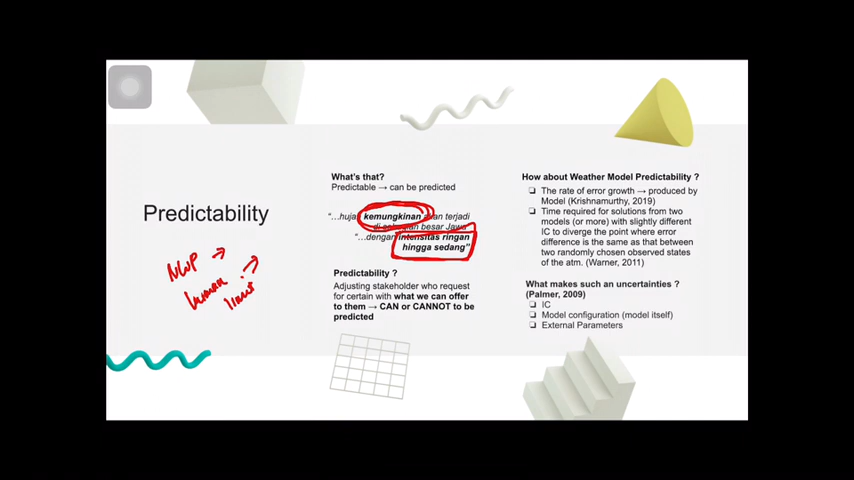 Predictability
NWP →
human →
What's that?
Predictable → can be predicted
"…hujan kemungkinan akan terjadi
di sebagian besar Jawa
"…dengan intensitas ringan
hingga sedang"
Predictability ?
Adjusting stakeholder who request
for certain with what we can offer
to them → CAN or CANNOT to be
predicted
How about Weather Model Predictability ?
❑ The rate of error growth → produced by
Model (Krishnamurthy, 2019)
❑ Time required for solutions from two
models (or more) with slightly different
IC to diverge the point where error
difference is the same as that between
two randomly chosen observed states
of the atm. (Warner, 2011)
What makes such an uncertainties ?
(Palmer, 2009)
❑ IC
❑ Model configuration (model itself)
❑ External Parameters